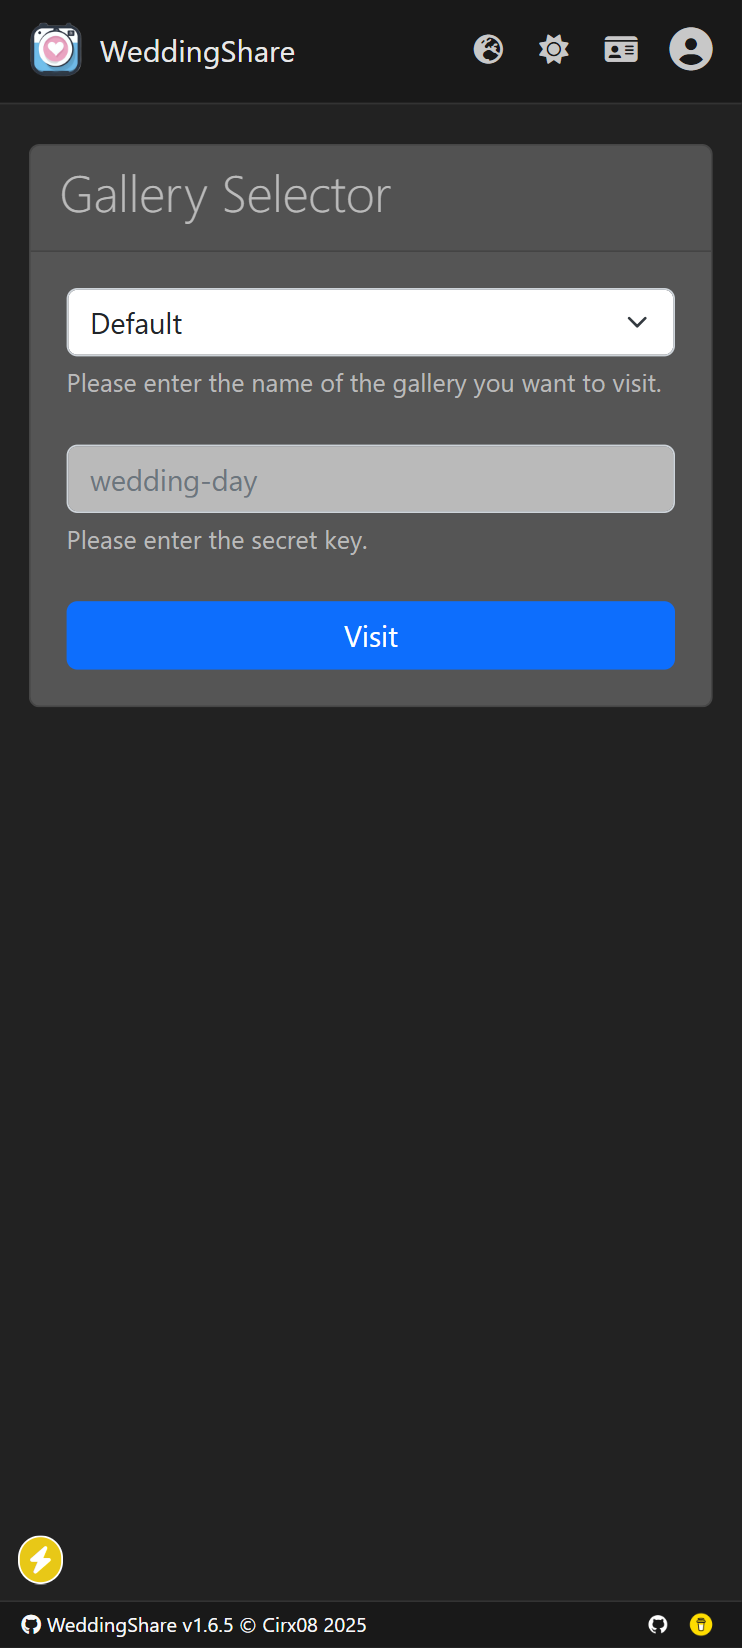 WeddingShare
Gallery Selector
Default
Please enter the name of the gallery you want to visit.
wedding-day
Please enter the secret key.
Visit
WeddingShare v1.6.5 © Cirx08 2025